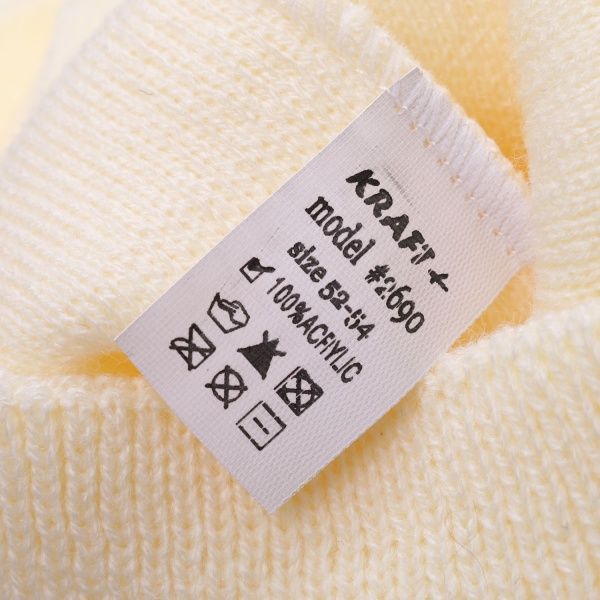 KRAFT +
model #2690
size 52-54
100%ACRYLIC